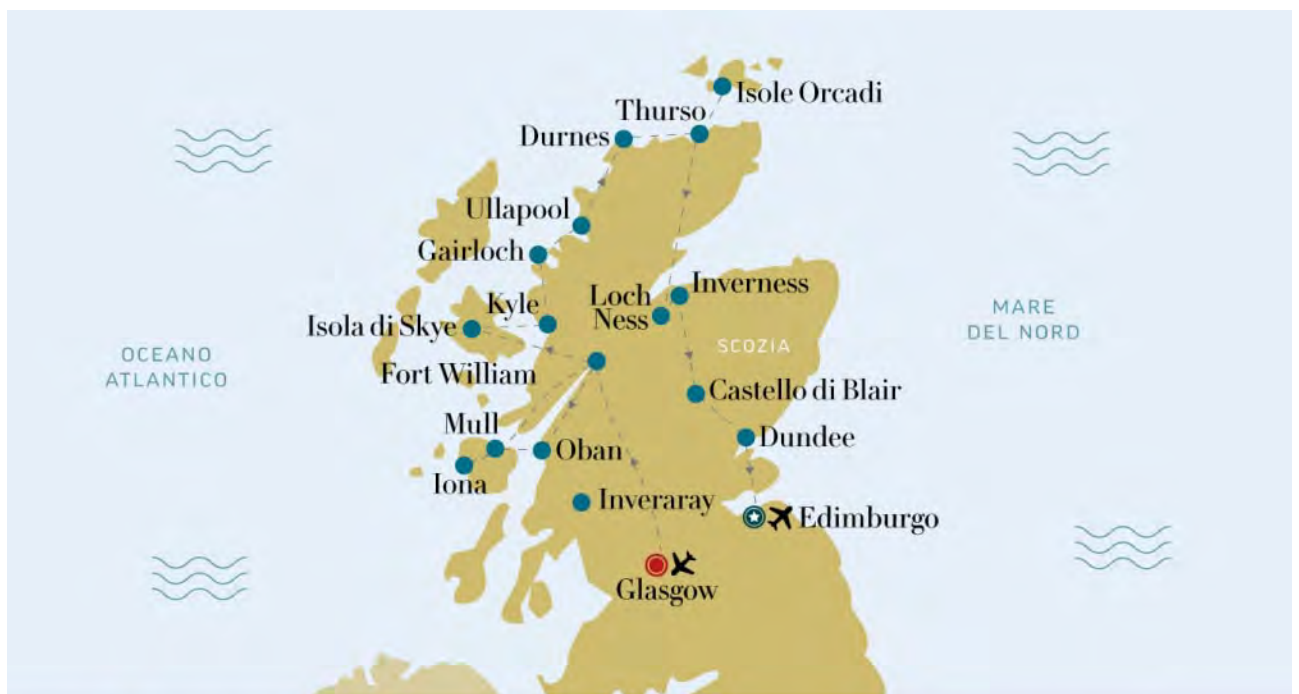 Isole Orcadi
Thurso
Durnes
Ullapool
Gairloch
Kyle
Isola di Skye
Loch
Ness
Inverness
MARE
DEL NORD
SCOZIA
OCEANO
ATLANTICO
Fort William
Castello di Blair
Mull
Dundee
Oban
Iona
Inveraray
Edimburgo
Glasgow